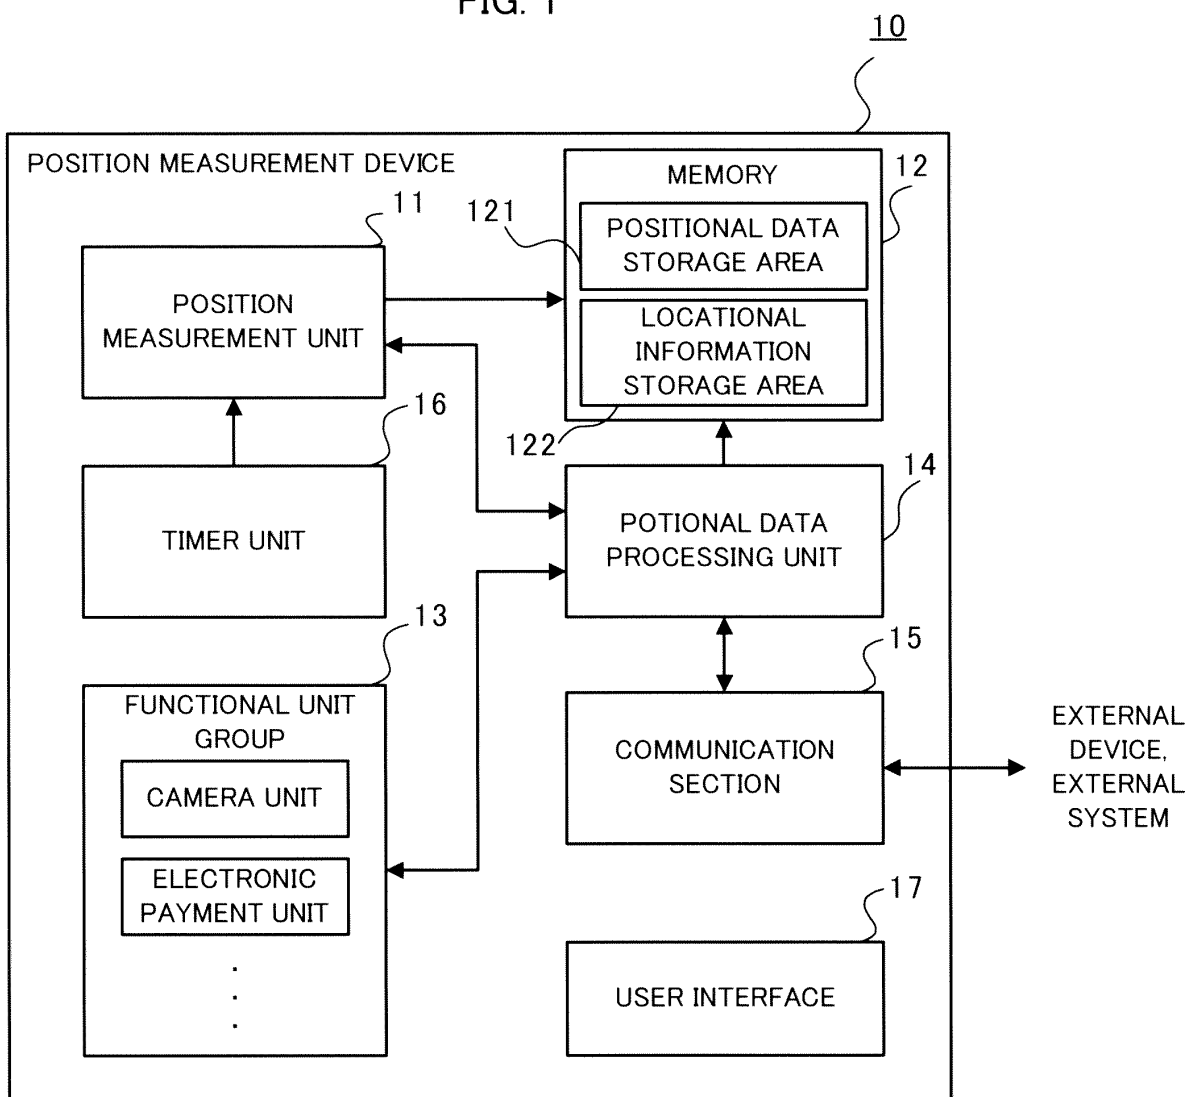 FIG. 1
10
POSITION MEASUREMENT DEVICE
11
POSITION
MEASUREMENT UNIT
12
MEMORY
121
POSITIONAL DATA
STORAGE AREA
LOCATIONAL
INFORMATION
STORAGE AREA
122
16
TIMER UNIT
14
POTIONAL DATA
PROCESSING UNIT
13
FUNCTIONAL UNIT
GROUP
CAMERA UNIT
ELECTRONIC
PAYMENT UNIT
.
.
.
15
COMMUNICATION
SECTION
EXTERNAL
DEVICE,
EXTERNAL
SYSTEM
17
USER INTERFACE